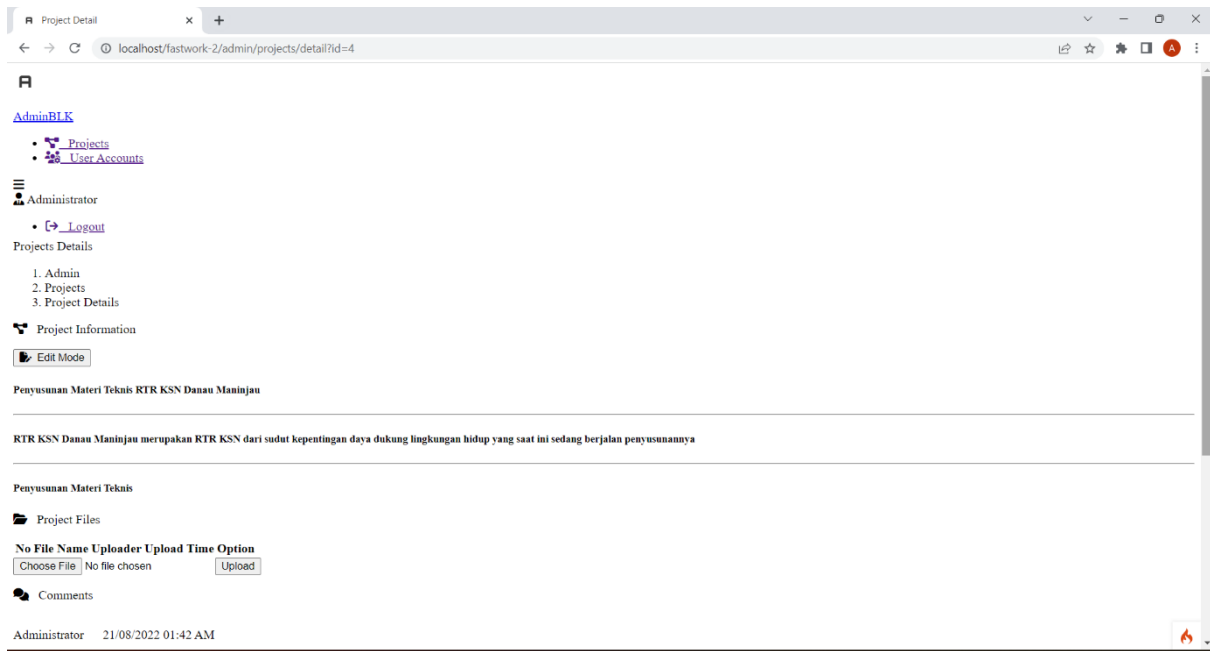 Project Detail
localhost/fastwork-2/admin/projects/detail?id=4
A
AdminBLK
Projects
User Accounts
Administrator
Logout
Projects Details
1. Admin
2. Projects
3. Project Details
Project Information
Edit Mode
Penyusunan Materi Teknis RTR KSN Danau Maninjau
RTR KSN Danau Maninjau merupakan RTR KSN dari sudut kepentingan daya dukung lingkungan hidup yang saat ini sedang berjalan penyusunannya
Penyusunan Materi Teknis
Project Files
No File Name Uploader Upload Time Option
Choose File No file chosen Upload
Comments
Administrator 21/08/2022 01:42 AM